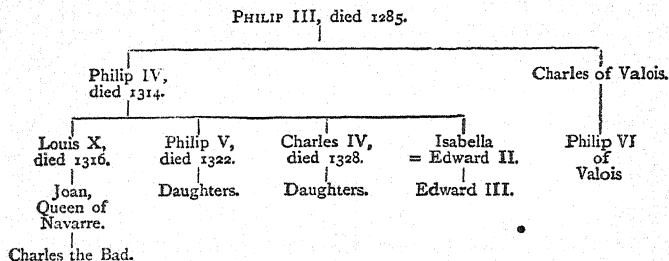 PHILIP III, died 1285.
Philip IV,
died 1314.
Charles of Valois.
Louis X,
died 1316.
Philip V,
died 1322.
Charles IV,
died 1328.
Isabella
= Edward II.
Philip VI
of
Valois
Joan,
Queen of
Navarre.
Daughters.
Daughters.
Edward III.
Charles the Bad.